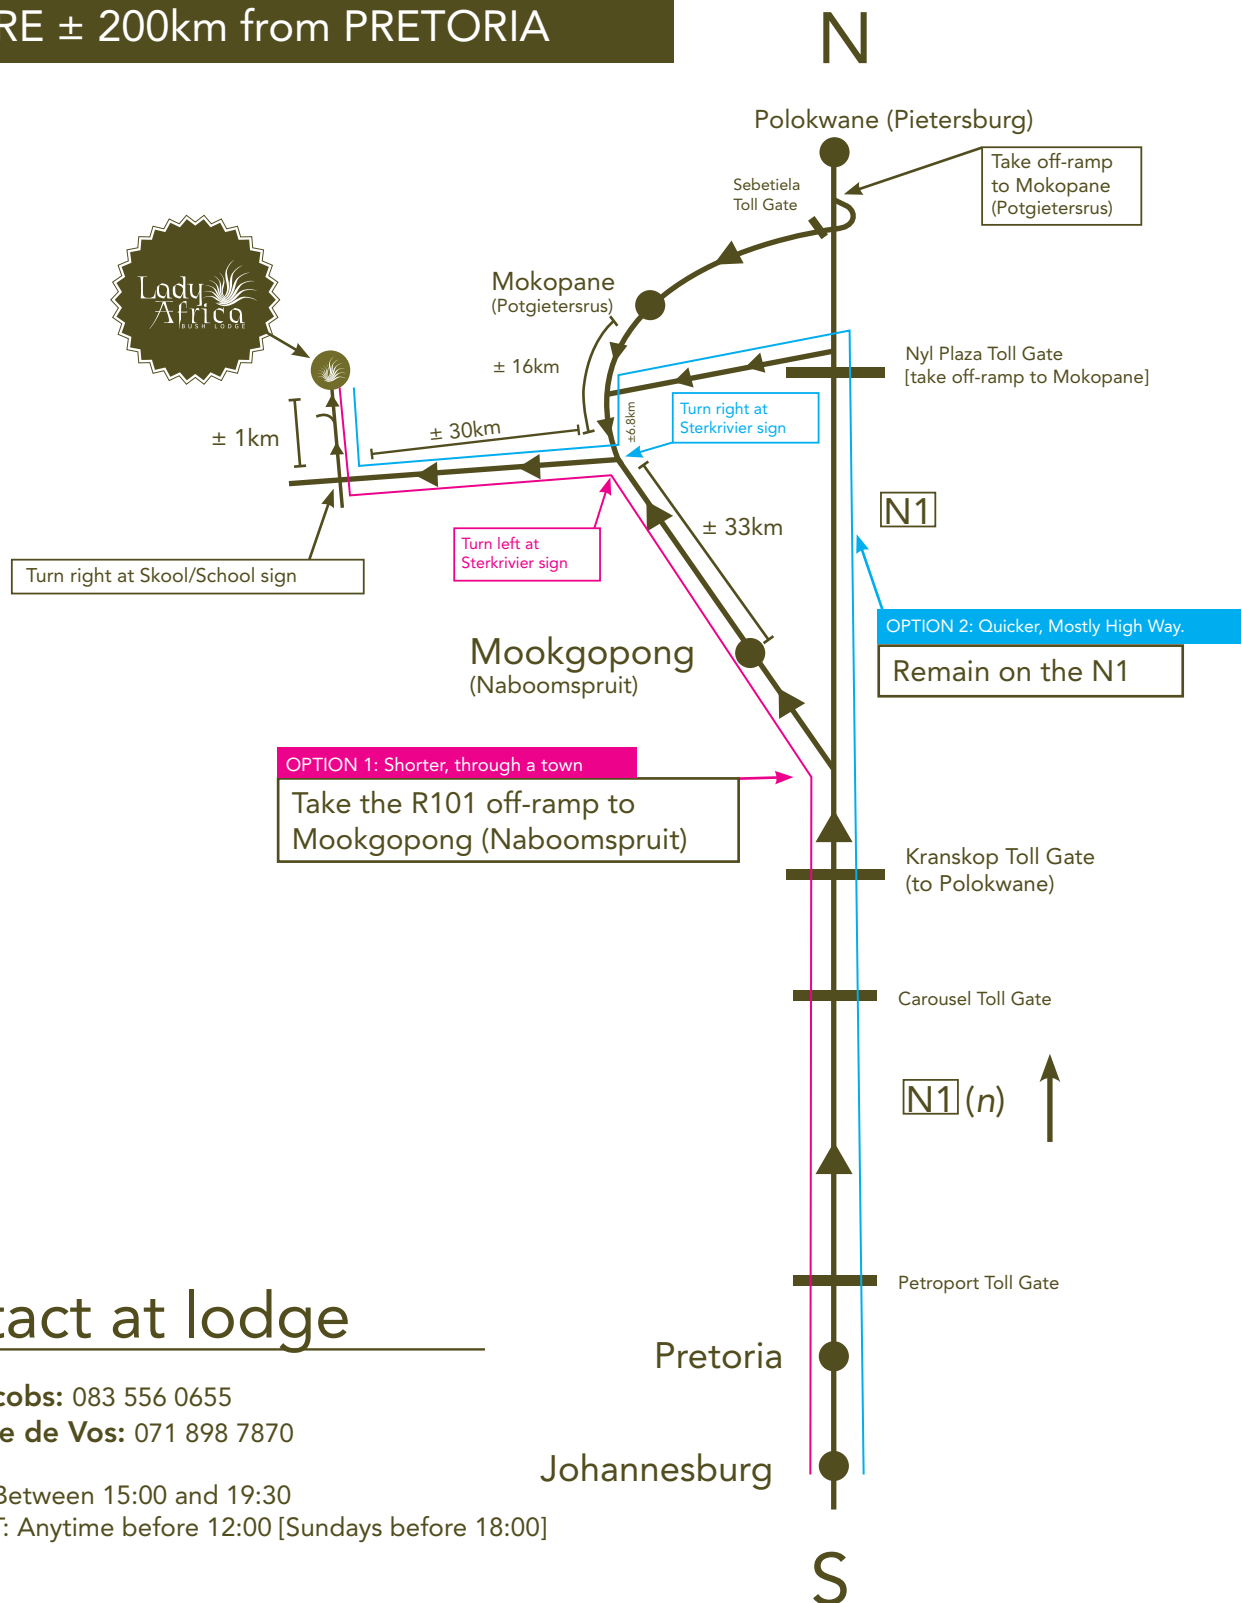 RE ± 200km from PRETORIA
N
Polokwane (Pietersburg)
Take off-ramp
to Mokopane
(Potgietersrus)
Sebetiela
Toll Gate
Lady
Africa
BUSH LODGE
Mokopane
(Potgietersrus)
± 16km
Nyl Plaza Toll Gate
[take off-ramp to Mokopane]
±6.8km
Turn right at
Sterkrivier sign
± 1km
± 30km
N1
± 33km
Turn left at
Sterkrivier sign
Turn right at Skool/School sign
OPTION 2: Quicker, Mostly High Way.
Remain on the N1
Mookgopong
(Naboomspruit)
OPTION 1: Shorter, through a town
Take the R101 off-ramp to
Mookgopong (Naboomspruit)
Kranskop Toll Gate
(to Polokwane)
Carousel Toll Gate
N1 (n)
Petroport Toll Gate
tact at lodge
Pretoria
cobs: 083 556 0655
e de Vos: 071 898 7870
Johannesburg
Between 15:00 and 19:30
T: Anytime before 12:00 [Sundays before 18:00]
S